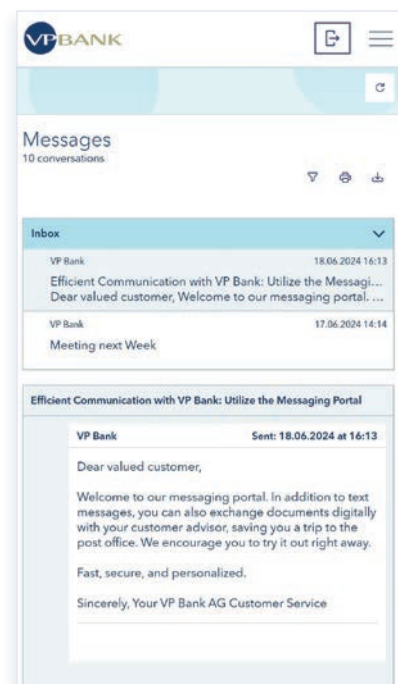 VPBANK
Messages
10 conversations
Inbox
VP Bank 18.06.2024 16:13
Efficient Communication with VP Bank: Utilize the Messagi...
Dear valued customer, Welcome to our messaging portal. ...
VP Bank 17.06.2024 14:14
Meeting next Week
Efficient Communication with VP Bank: Utilize the Messaging Portal
VP Bank Sent: 18.06.2024 at 16:13
Dear valued customer,
Welcome to our messaging portal. In addition to text
messages, you can also exchange documents digitally
with your customer advisor, saving you a trip to the
post office. We encourage you to try it out right away.
Fast, secure, and personalized.
Sincerely, Your VP Bank AG Customer Service